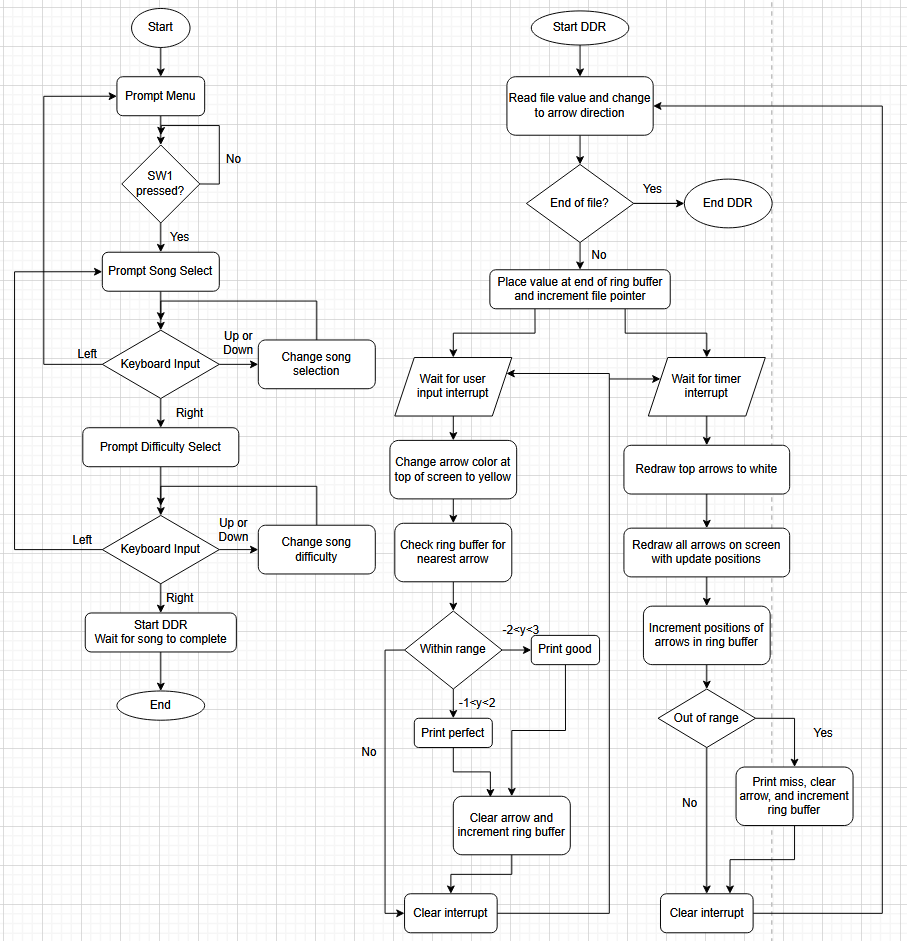 Start
Prompt Menu
No
SW1
pressed?
Yes
Prompt Song Select
Left
Keyboard Input
Up or
Down
Change song
selection
Right
Prompt Difficulty Select
Left
Keyboard Input
Up or
Down
Change song
difficulty
Right
Start DDR
Wait for song to complete
End
Start DDR
Read file value and change
to arrow direction
End of file?
Yes
End DDR
No
Place value at end of ring buffer
and increment file pointer
Wait for user
input interrupt
Change arrow color at
top of screen to yellow
Check ring buffer for
nearest arrow
Within range
-2<y<3
Print good
-1<y<2
Print perfect
No
Clear arrow and
increment ring buffer
Clear interrupt
Wait for timer
interrupt
Redraw top arrows to white
Redraw all arrows on screen
with update positions
Increment positions of
arrows in ring buffer
Out of range
Yes
No
Print miss, clear
arrow, and increment
ring buffer
Clear interrupt